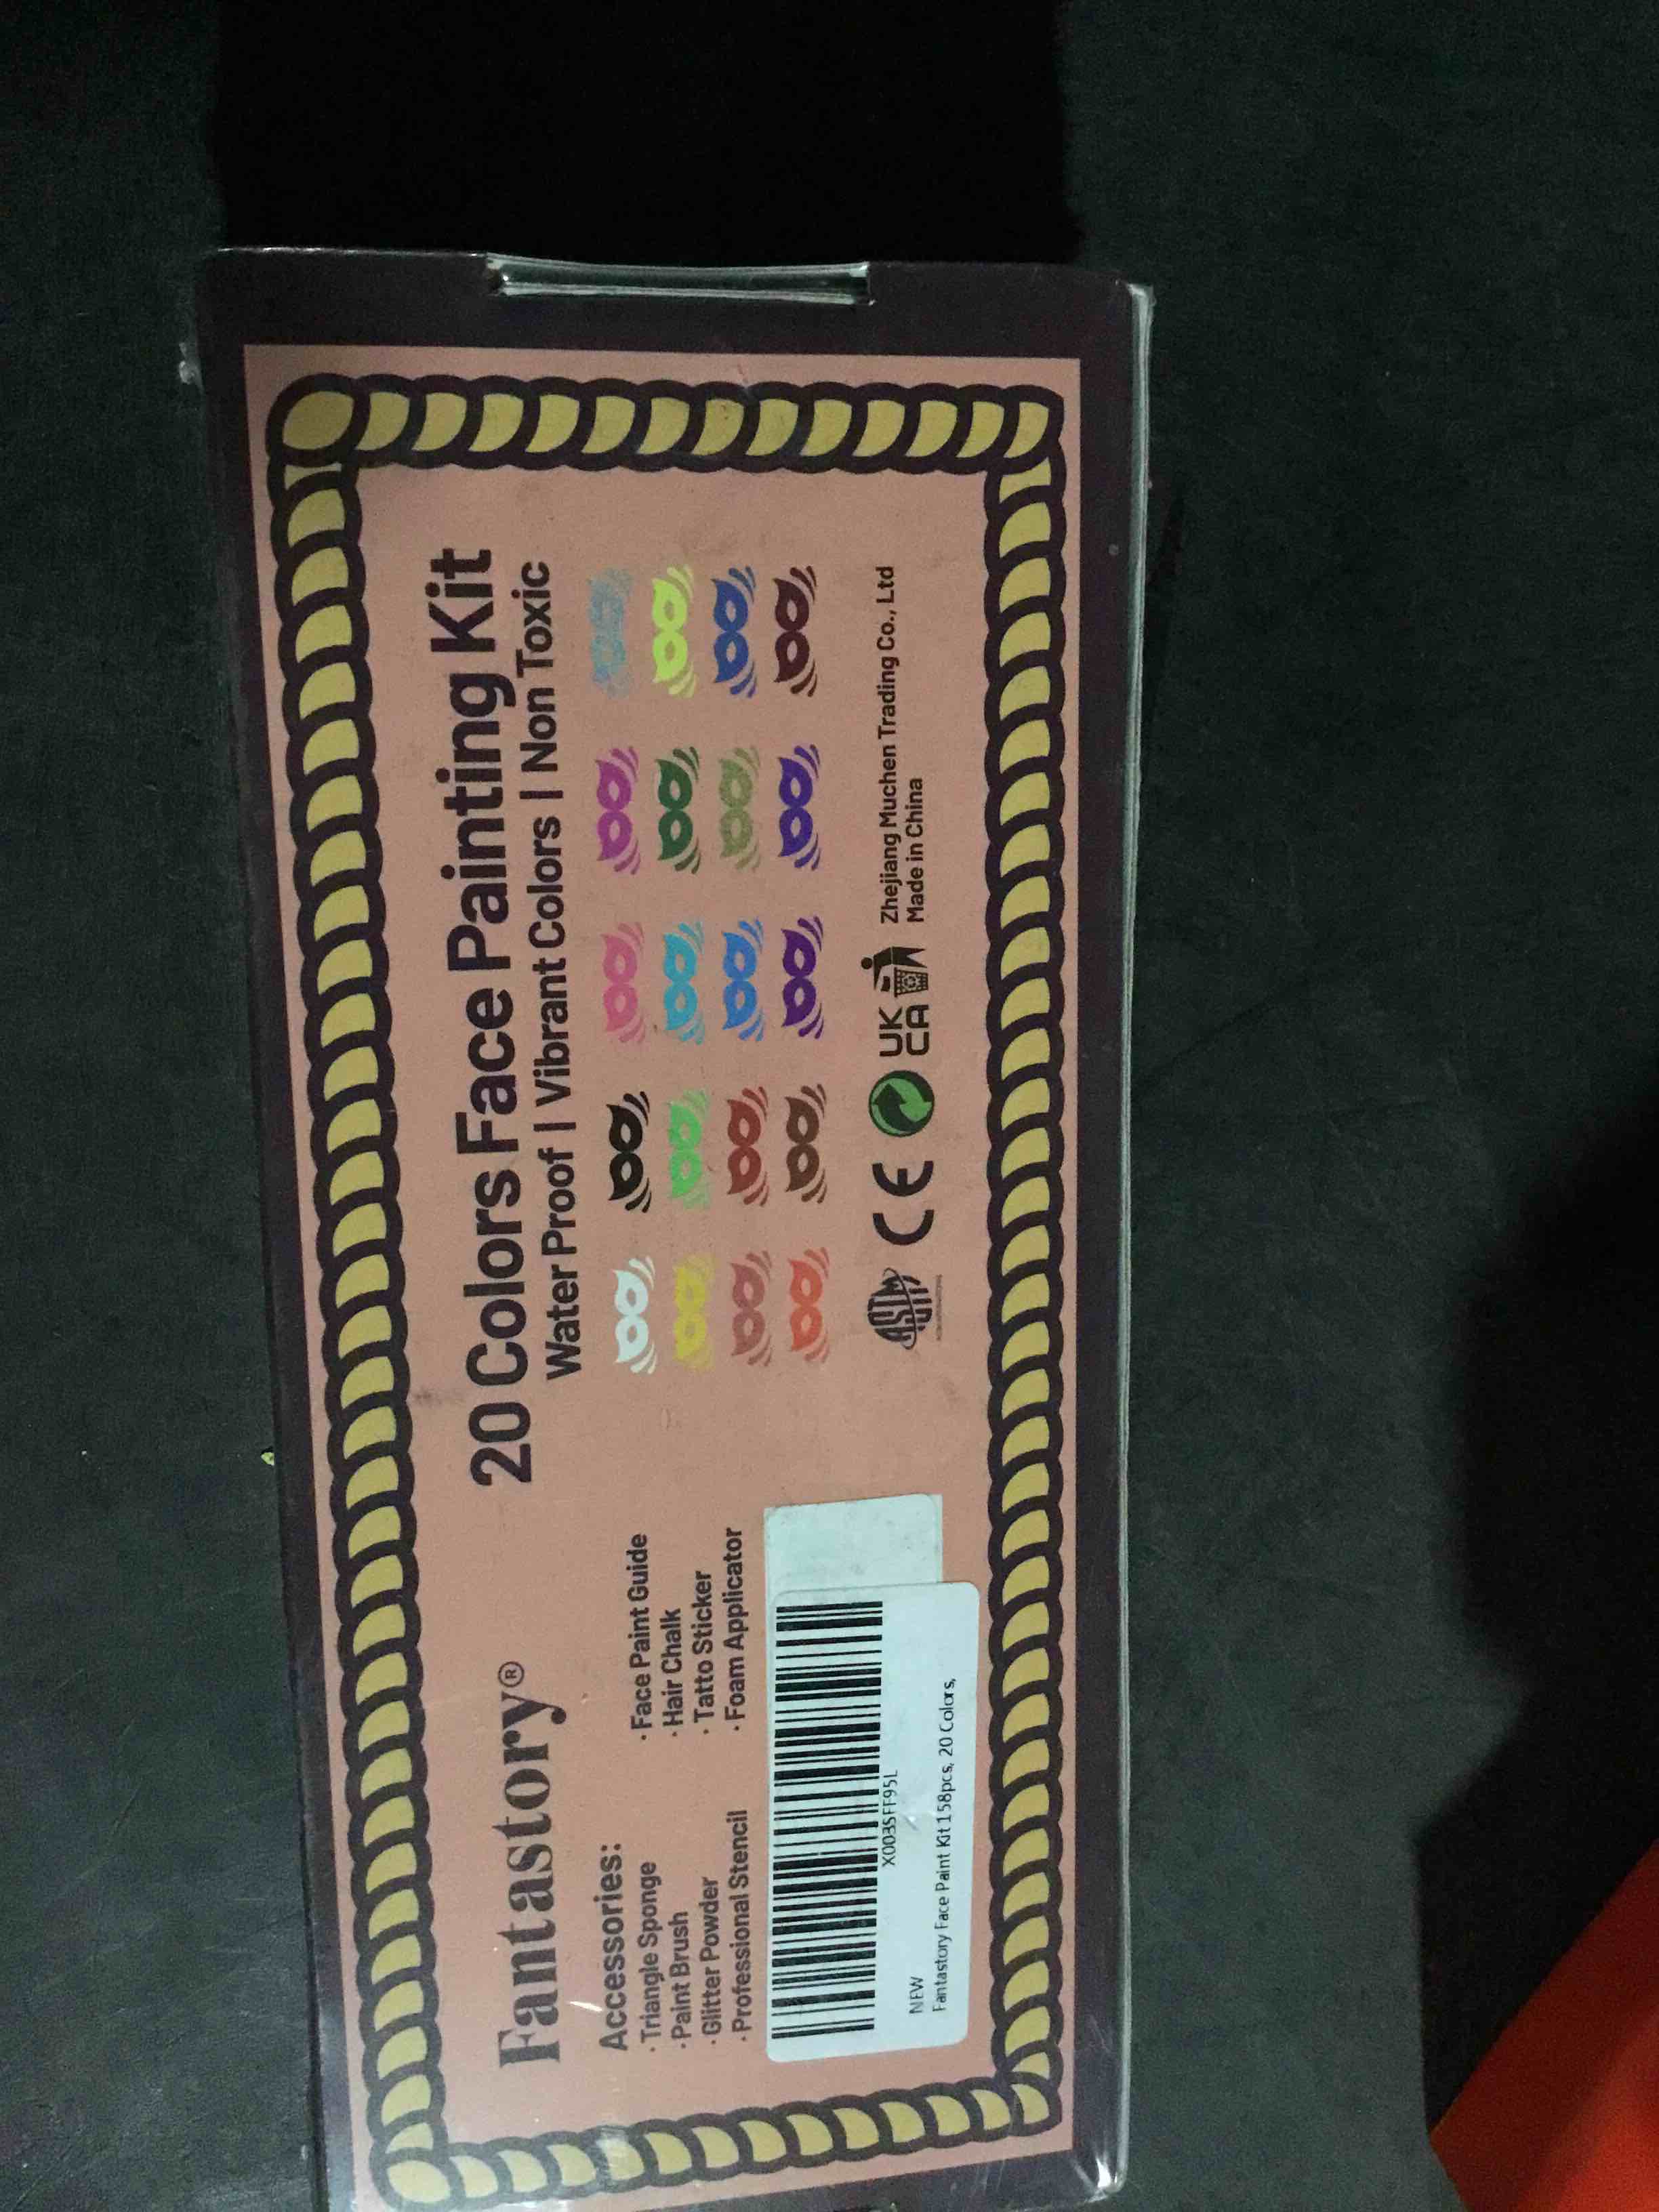 Fantastory®
Accessories:
· Triangle Sponge
· Paint Brush
· Glitter Powder
· Professional Stencil
· Face Paint Guide
· Hair Chalk
· Tatto Sticker
· Foam Applicator
X003SFF95L
NEW
Fantastory Face Paint Kit 158pcs, 20 Colors,
20 Colors Face Painting Kit
Water Proof | Vibrant Colors | Non Toxic
ASTM
CE
UK
CA
Zhejiang Muchen Trading Co., Ltd
Made in China